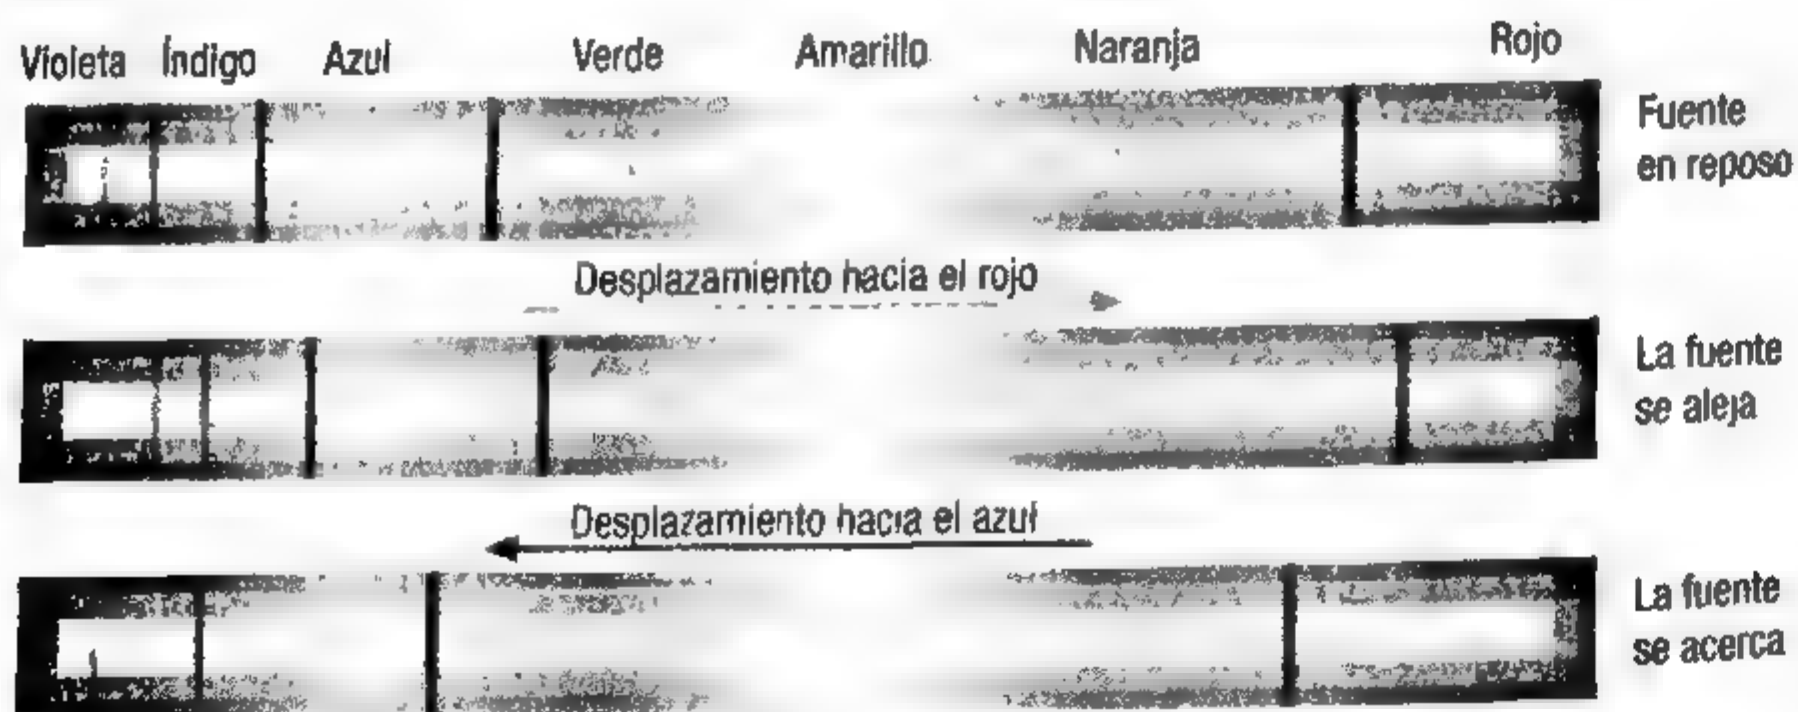 Violeta Índigo Azul Verde Amarillo Naranja Rojo
Fuente
en reposo
Desplazamiento hacia el rojo
La fuente
se aleja
Desplazamiento hacia el azul
La fuente
se acerca